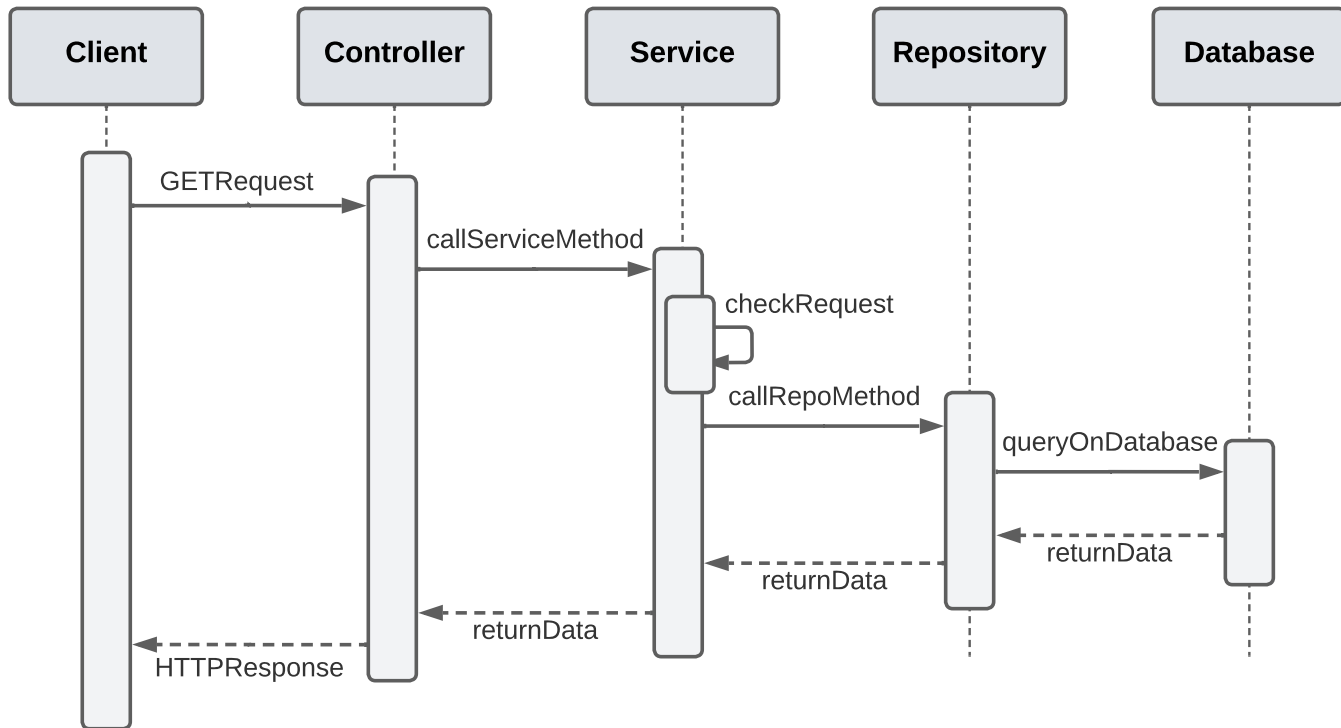 Client
Controller
Service
Repository
Database
GETRequest
callServiceMethod
checkRequest
callRepoMethod
queryOnDatabase
returnData
returnData
returnData
HTTPResponse